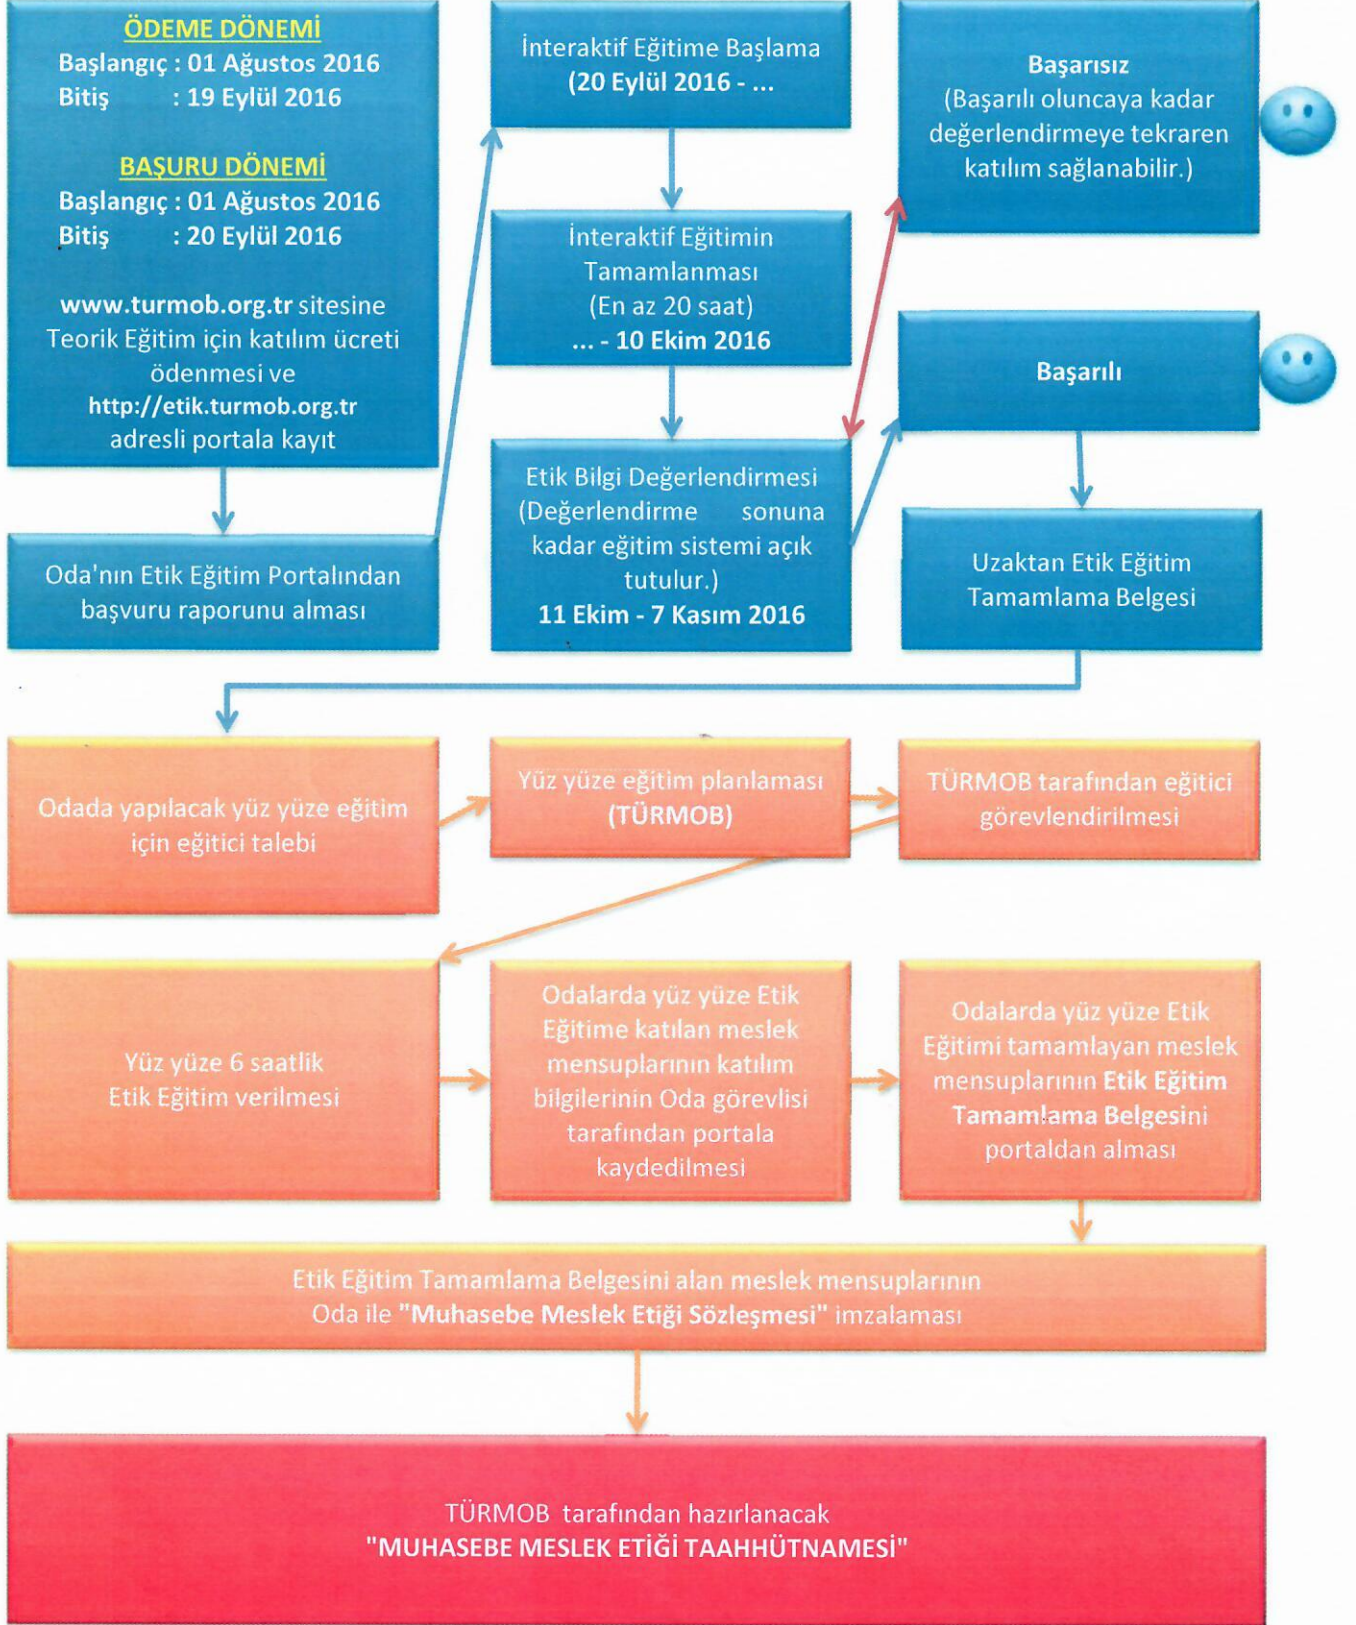 ÖDEME DÖNEMİ
Başlangıç : 01 Ağustos 2016
Bitiş : 19 Eylül 2016
BAŞURU DÖNEMİ
Başlangıç : 01 Ağustos 2016
Bitiş : 20 Eylül 2016
www.turmob.org.tr sitesine
Teorik Eğitim için katılım ücreti
ödenmesi ve
http://etik.turmob.org.tr
adresli portala kayıt
Oda'nın Etik Eğitim Portalından
başvuru raporunu alması
İnteraktif Eğitime Başlama
(20 Eylül 2016 - ...
İnteraktif Eğitimin
Tamamlanması
(En az 20 saat)
... - 10 Ekim 2016
Etik Bilgi Değerlendirmesi
(Değerlendirme sonuna
kadar eğitim sistemi açık
tutulur.)
11 Ekim - 7 Kasım 2016
Başarısız
(Başarılı oluncaya kadar
değerlendirmeye tekraren
katılım sağlanabilir.)
Başarılı
Uzaktan Etik Eğitim
Tamamlama Belgesi
Odada yapılacak yüz yüze eğitim
için eğitici talebi
Yüz yüze eğitim planlaması
(TÜRMOB)
TÜRMOB tarafından eğitici
görevlendirilmesi
Yüz yüze 6 saatlik
Etik Eğitim verilmesi
Odalarda yüz yüze Etik
Eğitime katılan meslek
mensuplarının katılım
bilgilerinin Oda görevlisi
tarafından portala
kaydedilmesi
Odalarda yüz yüze Etik
Eğitimi tamamlayan meslek
mensuplarının Etik Eğitim
Tamamlama Belgesini
portaldan alması
Etik Eğitim Tamamlama Belgesini alan meslek mensuplarının
Oda ile "Muhasebe Meslek Etiği Sözleşmesi" imzalaması
TÜRMOB tarafından hazırlanacak
"MUHASEBE MESLEK ETİĞİ TAAHHÜTNAMESİ"